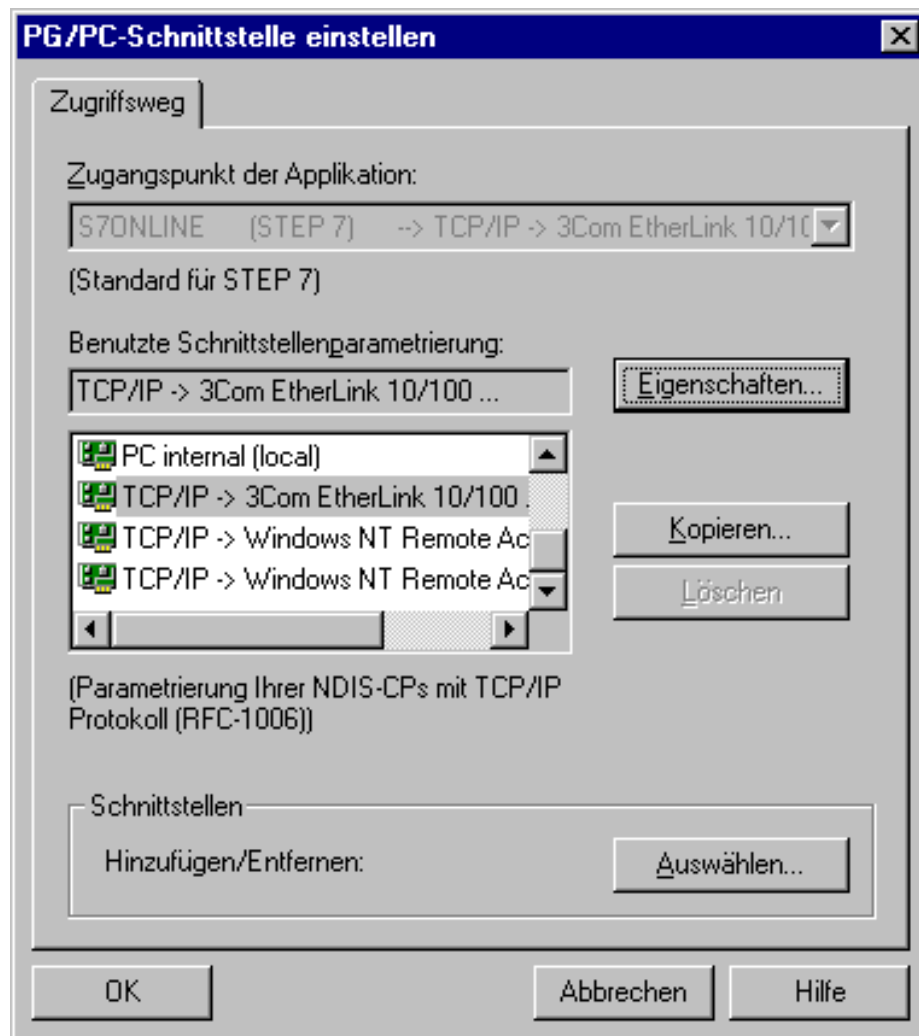 PG/PC-Schnittstelle einstellen
Zugriffsweg
Zugangspunkt der Applikation:
S7ONLINE (STEP 7) --> TCP/IP -> 3Com EtherLink 10/10
(Standard für STEP 7)
Benutzte Schnittstellenparametrierung:
TCP/IP -> 3Com EtherLink 10/100 ...
Eigenschaften...
PC internal (local)
TCP/IP -> 3Com EtherLink 10/100 .
TCP/IP -> Windows NT Remote Ac
TCP/IP -> Windows NT Remote Ac
Kopieren...
Löschen
(Parametrierung Ihrer NDIS-CPs mit TCP/IP
Protokoll (RFC-1006))
Schnittstellen
Hinzufügen/Entfernen:
Auswählen...
OK
Abbrechen
Hilfe